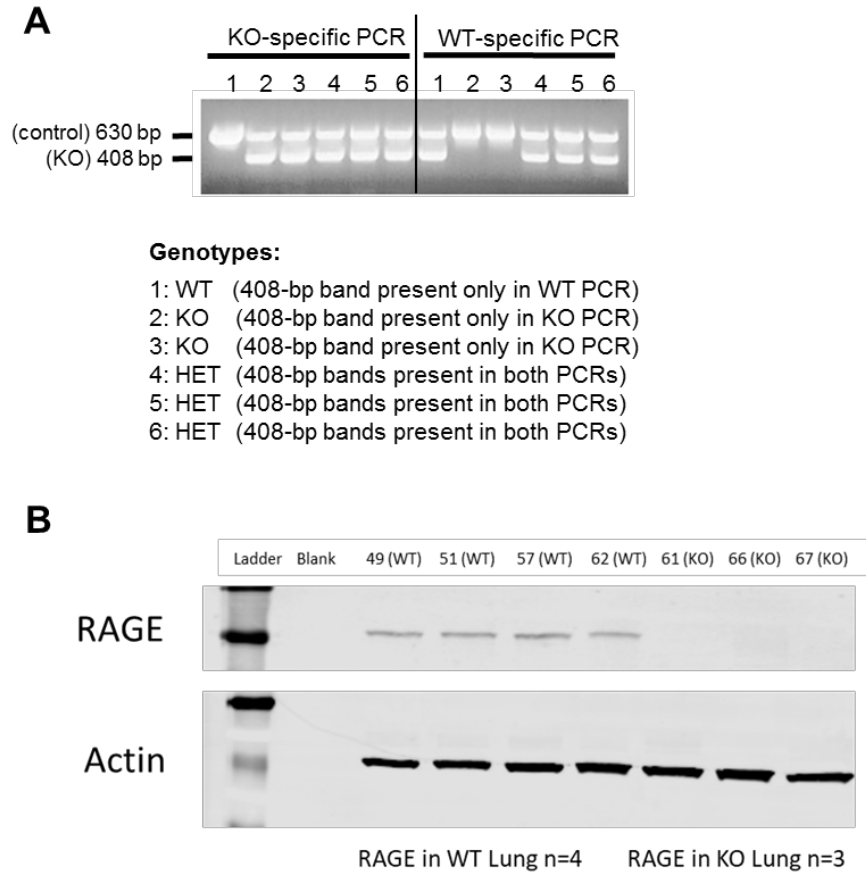 A
KO-specific PCR WT-specific PCR
1 2 3 4 5 6 1 2 3 4 5 6
(control) 630 bp
(KO) 408 bp
Genotypes:
1: WT (408-bp band present only in WT PCR)
2: KO (408-bp band present only in KO PCR)
3: KO (408-bp band present only in KO PCR)
4: HET (408-bp bands present in both PCRs)
5: HET (408-bp bands present in both PCRs)
6: HET (408-bp bands present in both PCRs)
B
Ladder Blank 49 (WT) 51 (WT) 57 (WT) 62 (WT) 61 (KO) 66 (KO) 67 (KO)
RAGE
Actin
RAGE in WT Lung n=4 RAGE in KO Lung n=3